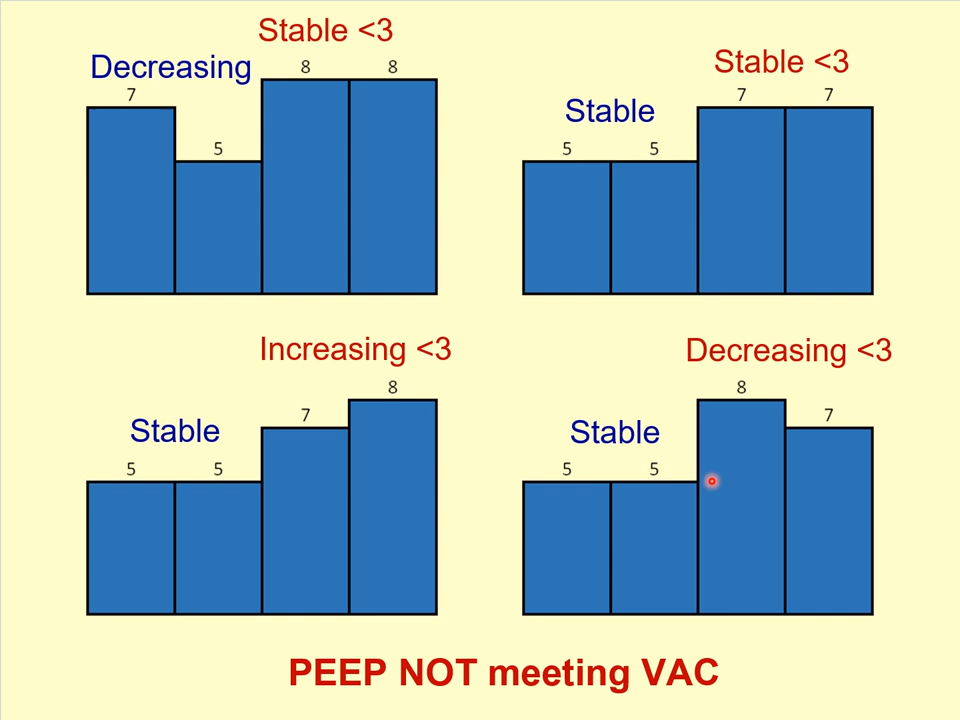 Decreasing
Stable <3
7
5
8
8
Stable
Stable <3
5
5
7
7
Stable
Increasing <3
5
5
7
8
Stable
Decreasing <3
5
5
8
7
PEEP NOT meeting VAC